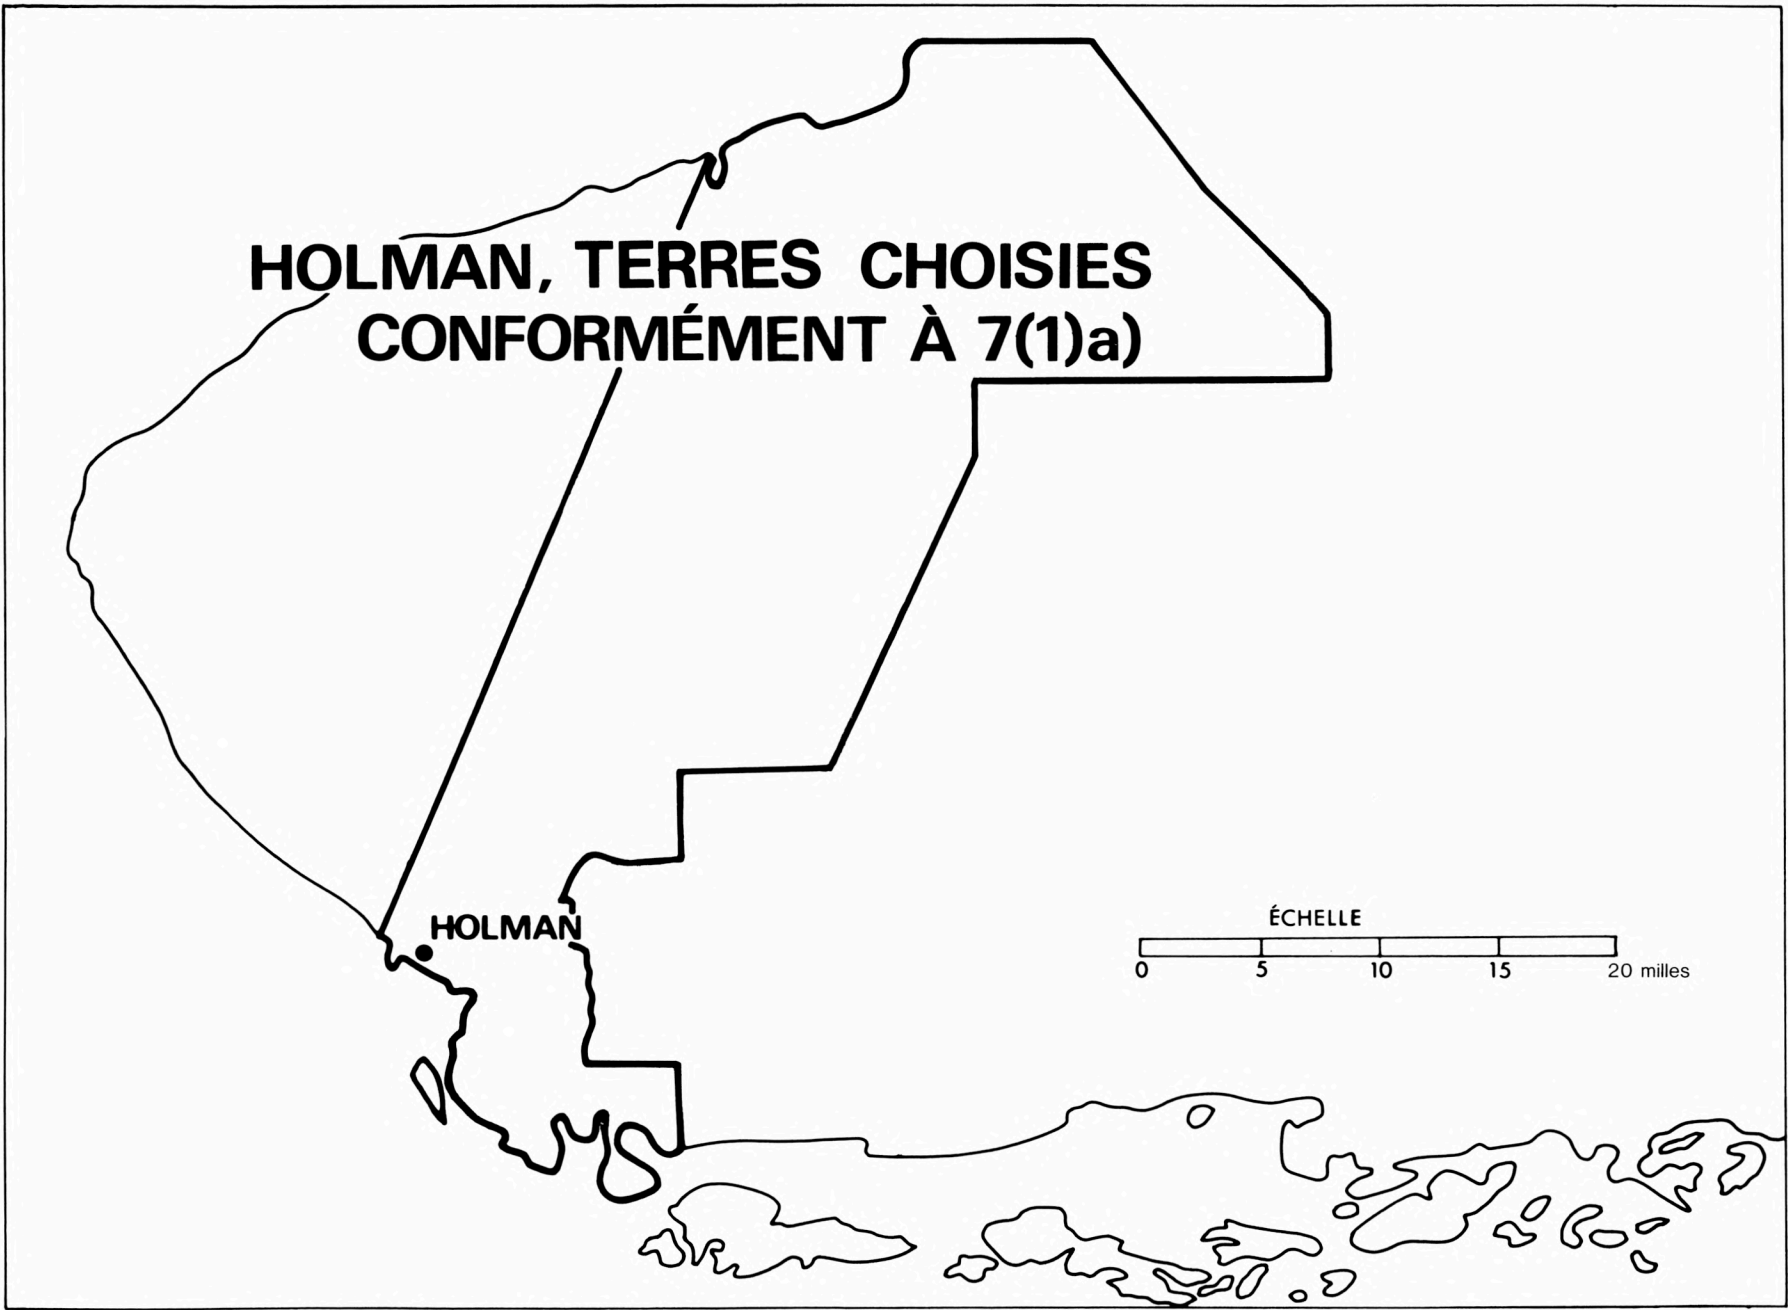 HOLMAN, TERRES CHOISIES
CONFORMÉMENT À 7(1)a)
HOLMAN
ÉCHELLE
0 5 10 15 20 milles